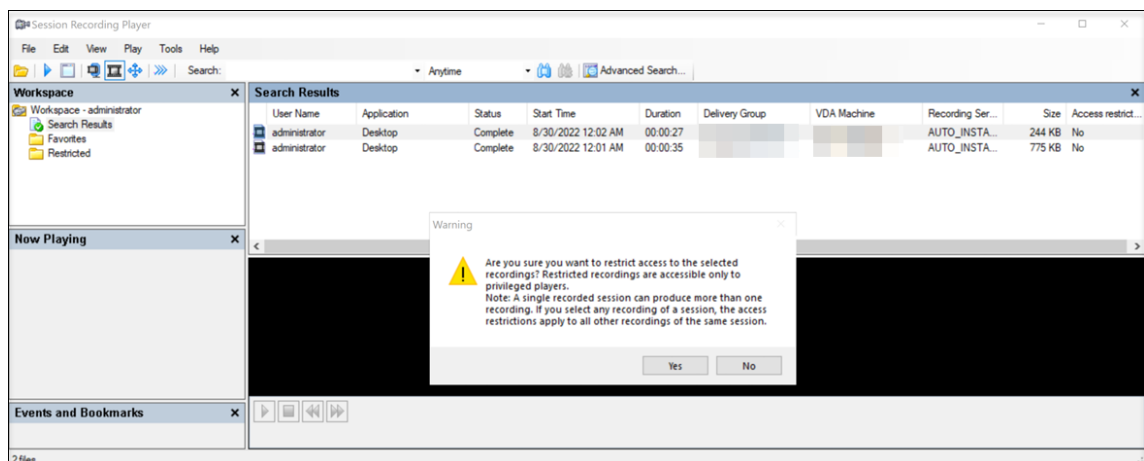 Session Recording Player
File Edit View Play Tools Help
Search: Anytime Advanced Search...
Workspace
Workspace - administrator
Search Results
Favorites
Restricted
Search Results
User Name Application Status Start Time Duration Delivery Group VDA Machine Recording Ser... Size Access restrict...
administrator Desktop Complete 8/30/2022 12:02 AM 00:00:27 AUTO_INSTA... 244 KB No
administrator Desktop Complete 8/30/2022 12:01 AM 00:00:35 AUTO_INSTA... 775 KB No
Now Playing
Warning
Are you sure you want to restrict access to the selected
recordings? Restricted recordings are accessible only to
privileged players.
Note: A single recorded session can produce more than one
recording. If you select any recording of a session, the access
restrictions apply to all other recordings of the same session.
Yes No
Events and Bookmarks
2 files